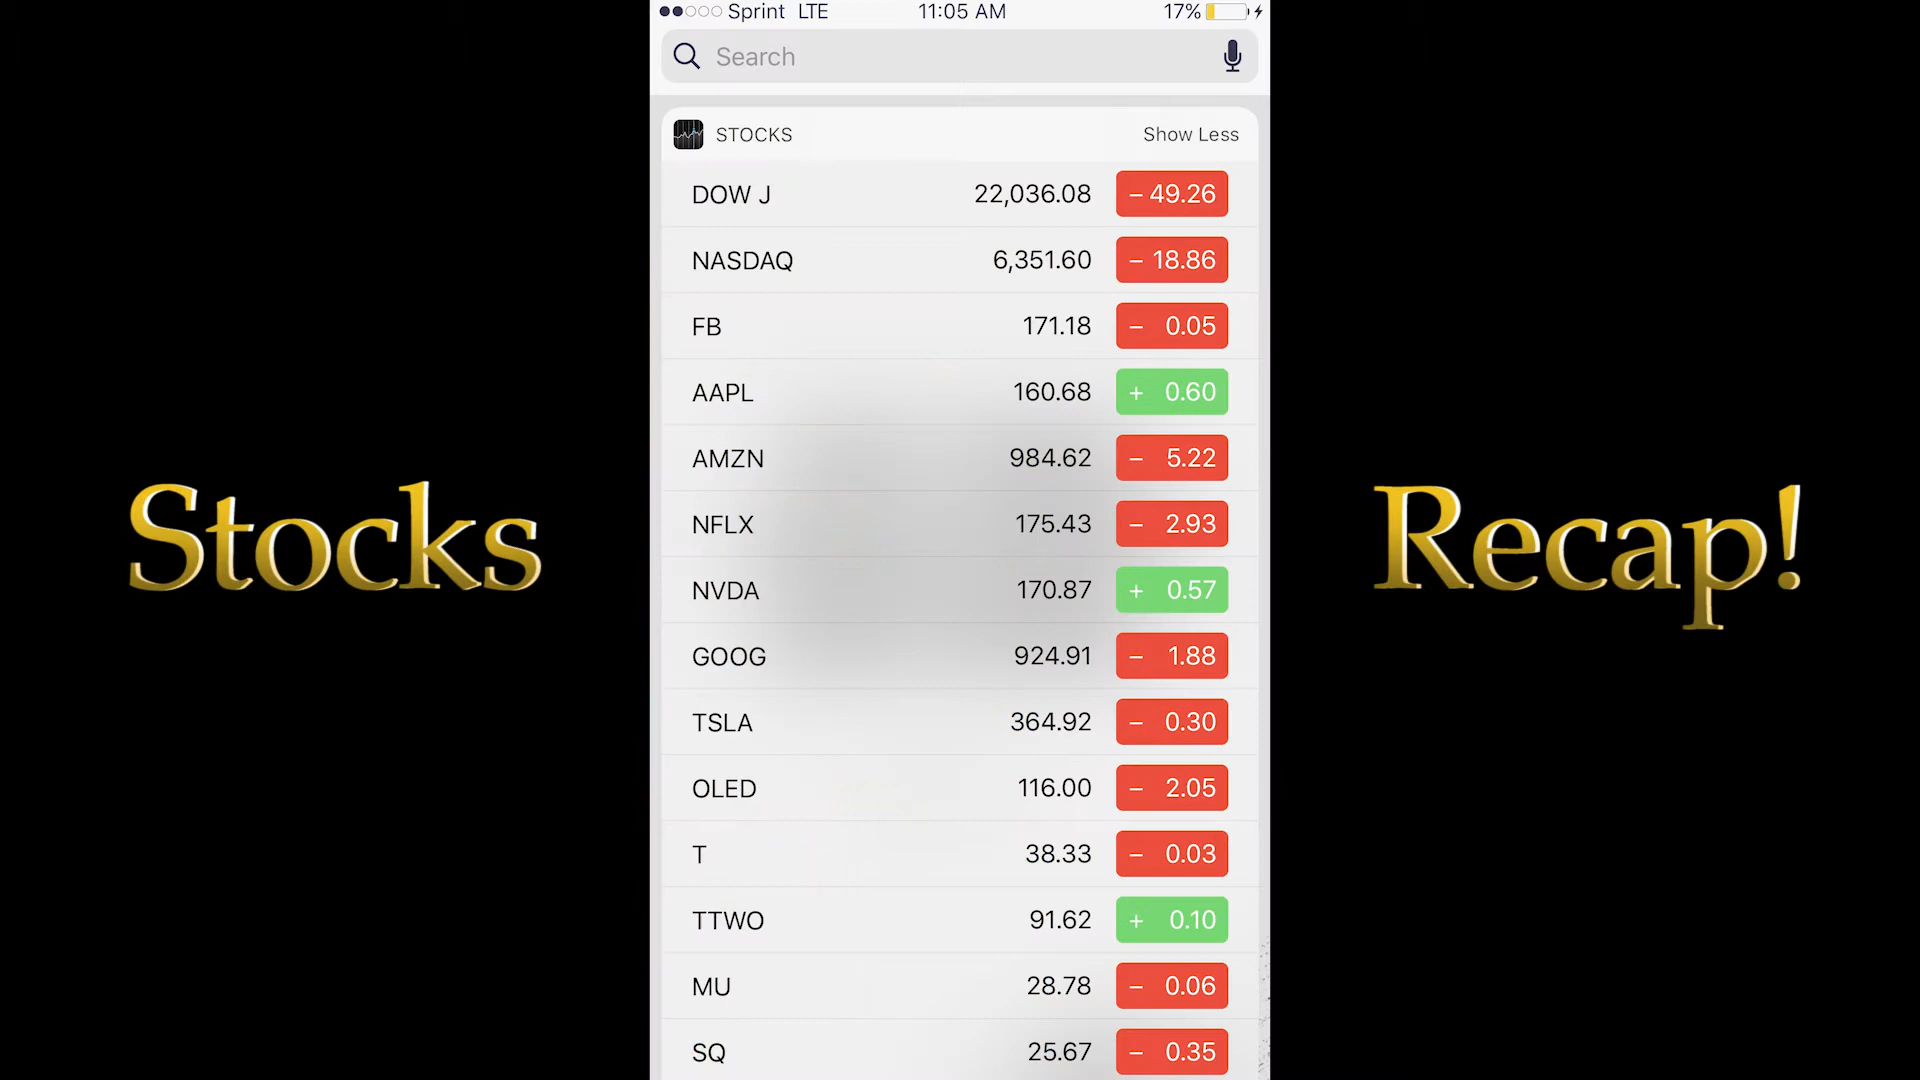 Sprint LTE 11:05 AM 17%
Search
STOCKS Show Less
DOW J 22,036.08 – 49.26
NASDAQ 6,351.60 – 18.86
FB 171.18 – 0.05
AAPL 160.68 + 0.60
AMZN 984.62 – 5.22
NFLX 175.43 – 2.93
Stocks Recap!
NVDA 170.87 + 0.57
GOOG 924.91 – 1.88
TSLA 364.92 – 0.30
OLED 116.00 – 2.05
T 38.33 – 0.03
TTWO 91.62 + 0.10
MU 28.78 – 0.06
SQ 25.67 – 0.35